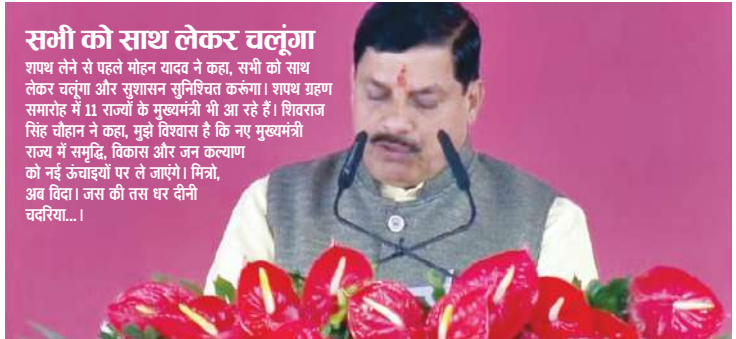 सभी को साथ लेकर चलूंगा
शपथ लेने से पहले मोहन यादव ने कहा, सभी को साथ
लेकर चलूंगा और सुशासन सुनिश्चित करूंगा। शपथ ग्रहण
समारोह में 11 राज्यों के मुख्यमंत्री भी आ रहे हैं। शिवराज
सिंह चौहान ने कहा, मुझे विश्वास है कि नए मुख्यमंत्री
राज्य में समृद्धि, विकास और जन कल्याण
को नई ऊंचाइयों पर ले जाएंगे। मित्रो,
अब विदा। जस की तस धर दीनी
चदरिया...।